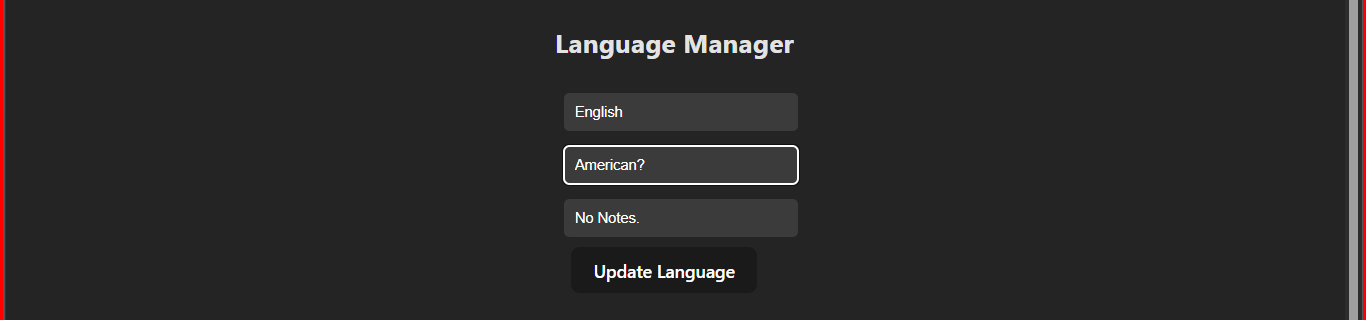 Language Manager
English
American?
No Notes.
Update Language